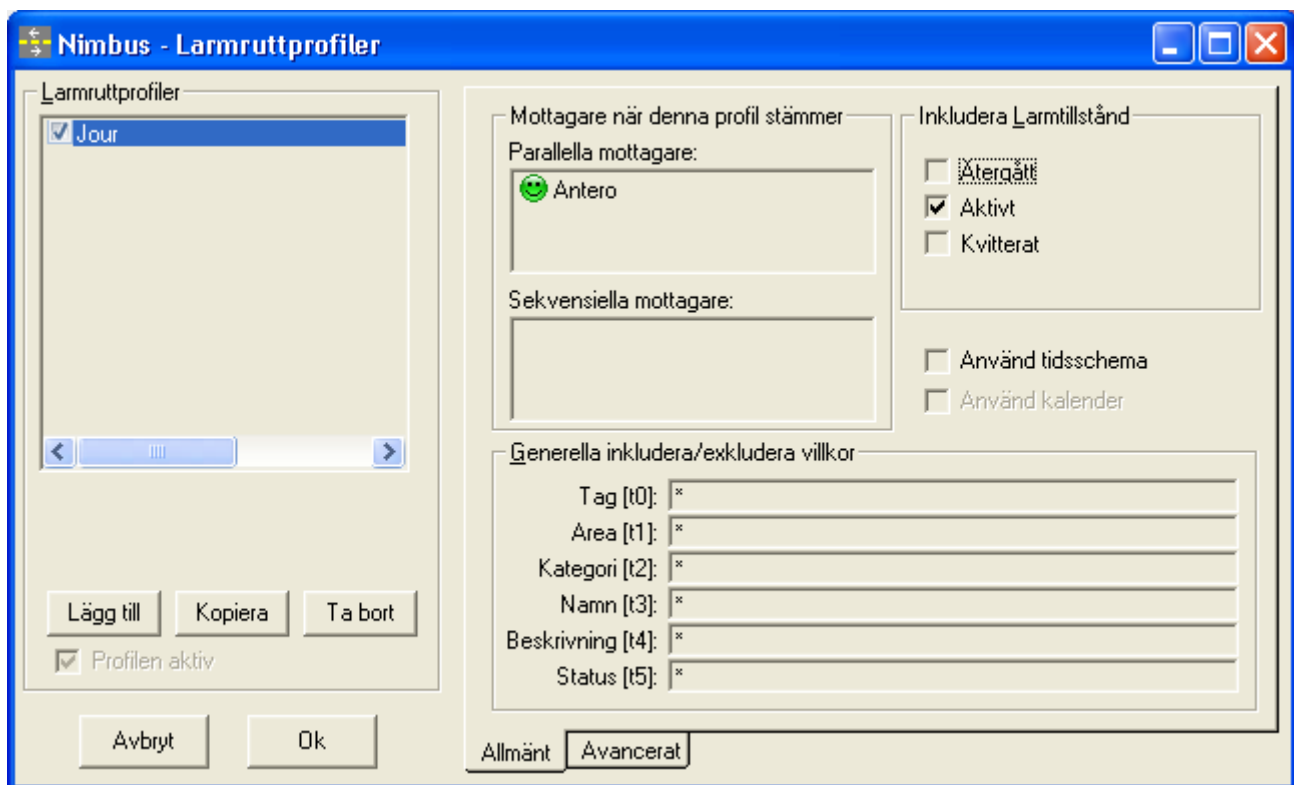 Nimbus - Larmruttprofiler
Larmruttprofiler
Jour
Lägg till
Kopiera
Ta bort
Profilen aktiv
Avbryt
Ok
Mottagare när denna profil stämmer
Parallella mottagare:
Antero
Sekvensiella mottagare:
Inkludera Larmtillstånd
Återgått
Aktivt
Kvitterat
Använd tidsschema
Använd kalender
Generella inkludera/exkludera villkor
Tag [t0]: *
Area [t1]: *
Kategori [t2]: *
Namn [t3]: *
Beskrivning [t4]: *
Status [t5]: *
Allmänt
Avancerat